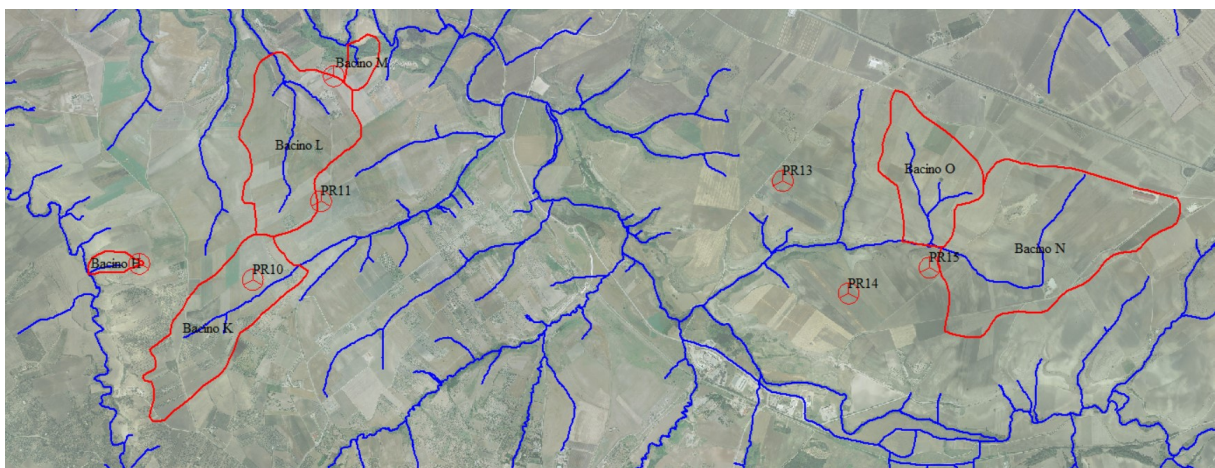 Bacino M
Bacino L
PR11
Bacino H
PR10
Bacino K
PR13
Bacino O
Bacino N
PR15
PR14